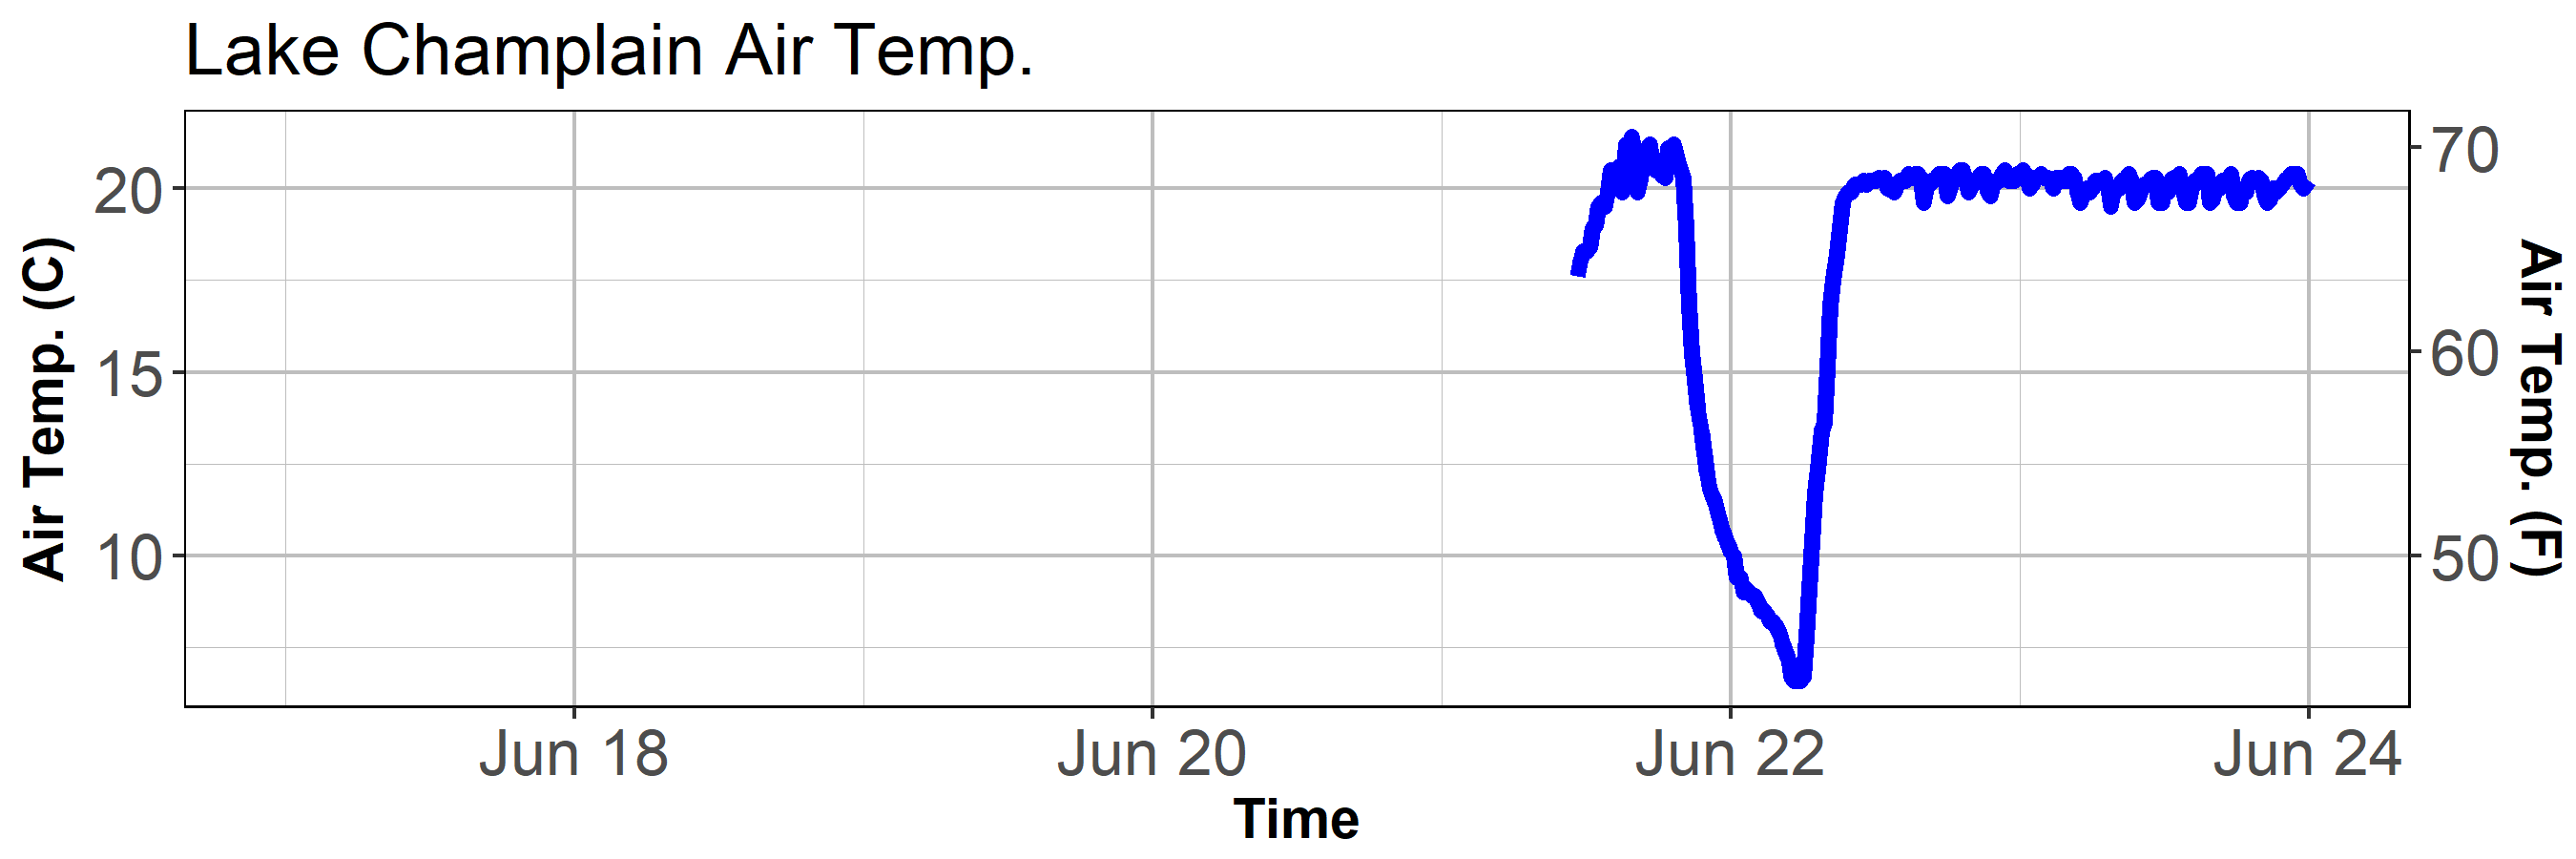 Lake Champlain Air Temp.
Air Temp. (C)
20
15
10
70
60
50
Air Temp. (F)
Jun 18 Jun 20 Jun 22 Jun 24
Time